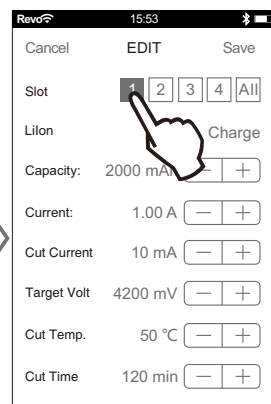 Revo 15:53
Cancel EDIT Save
Slot 1 2 3 4 All
LiIon Charge
Capacity: 2000 mAh − +
Current: 1.00 A − +
Cut Current 10 mA − +
Target Volt 4200 mV − +
Cut Temp. 50 ℃ − +
Cut Time 120 min − +